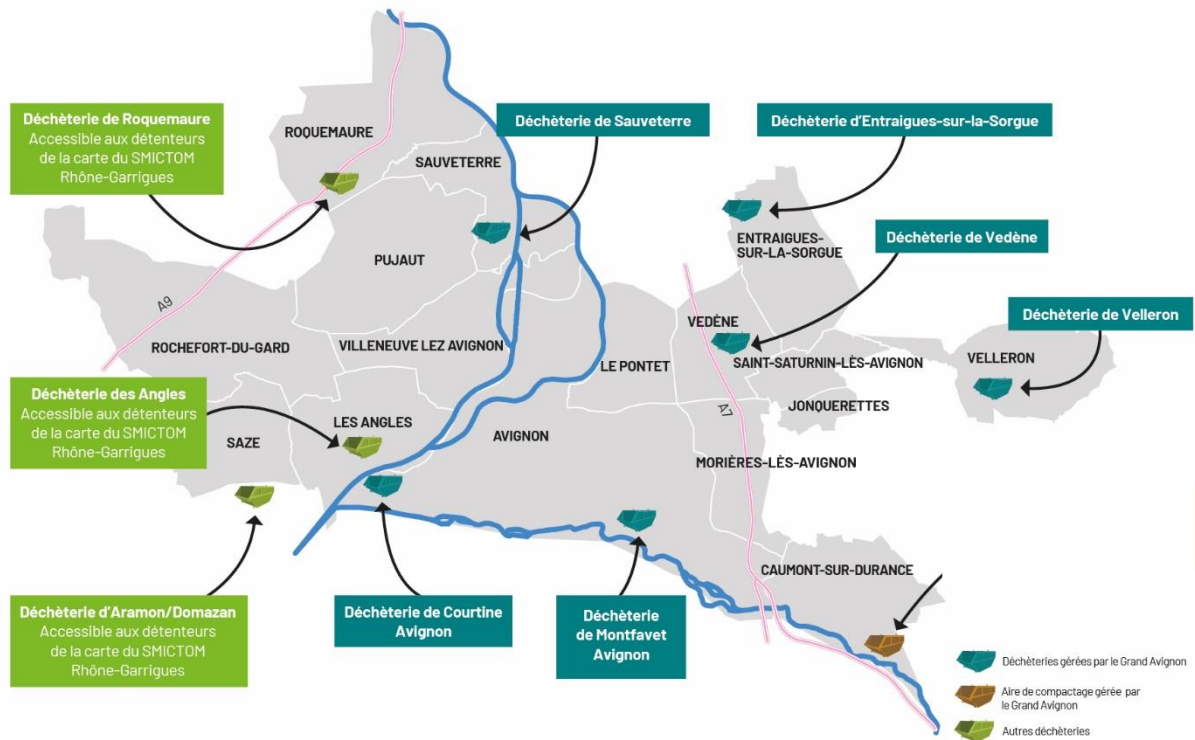 Déchèterie de Roquemaure
Accessible aux détenteurs
de la carte du SMICTOM
Rhône-Garrigues
ROQUEMAURE
SAUVETERRE
Déchèterie de Sauveterre
Déchèterie d'Entraigues-sur-la-Sorgue
ENTRAIGUES-
SUR-LA-SORGUE
Déchèterie de Vedène
PUJAUT
A9
ROCHEFORT-DU-GARD
VILLENEUVE LEZ AVIGNON
LE PONTET
VEDÈNE
SAINT-SATURNIN-LÈS-AVIGNON
Déchèterie de Velleron
VELLERON
JONQUERETTES
A7
Déchèterie des Angles
Accessible aux détenteurs
de la carte du SMICTOM
Rhône-Garrigues
SAZE
LES ANGLES
AVIGNON
MORIÈRES-LÈS-AVIGNON
CAUMONT-SUR-DURANCE
Déchèterie d'Aramon/Domazan
Accessible aux détenteurs
de la carte du SMICTOM
Rhône-Garrigues
Déchèterie de Courtine
Avignon
Déchèterie
de Montfavet
Avignon
Déchèteries gérées par le Grand Avignon
Aire de compactage gérée par
le Grand Avignon
Autres déchèteries